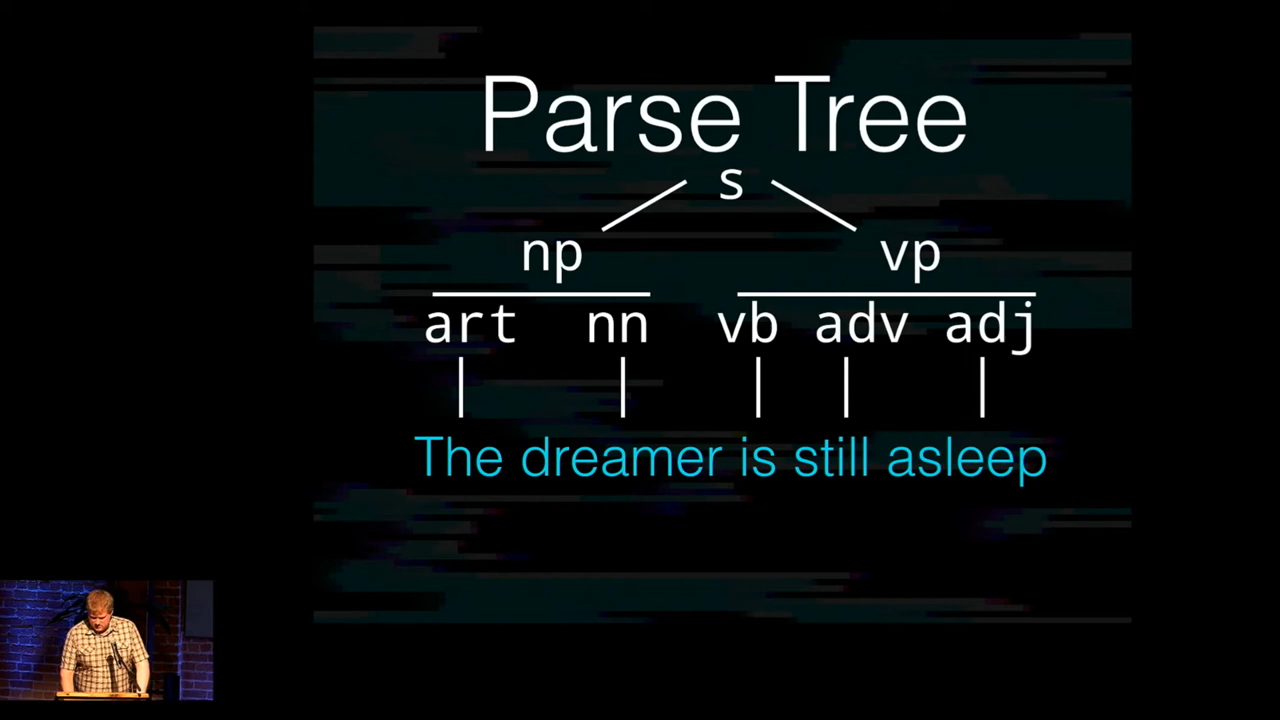 Parse Tree
s
np vp
art nn vb adv adj
The dreamer is still asleep